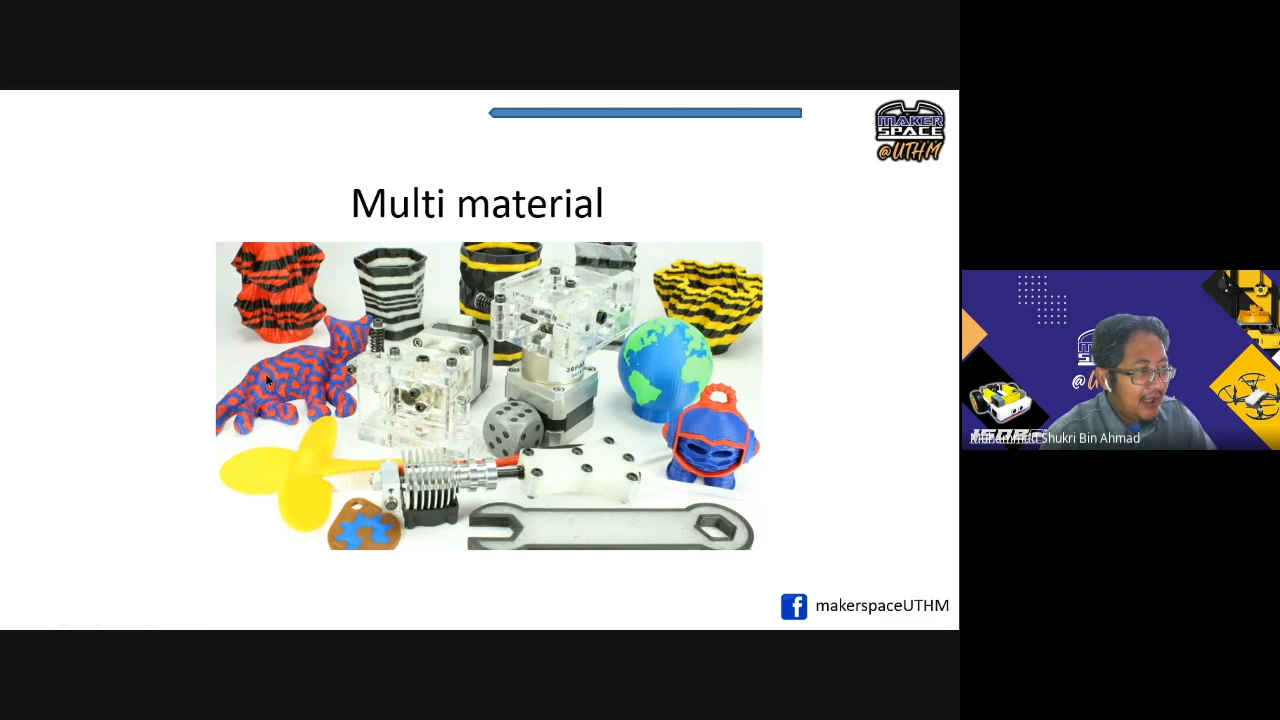 MAKER
SPACE
@UTHM
Multi material
makerspaceUTHM
Muhammad Shukri Bin Ahmad